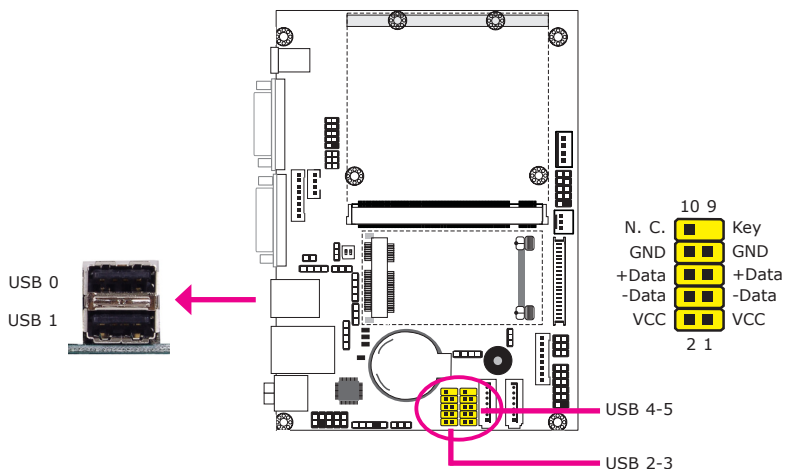 10 9
N. C. Key
GND GND
+Data +Data
-Data -Data
VCC VCC
2 1
USB 0
USB 1
USB 4-5
USB 2-3